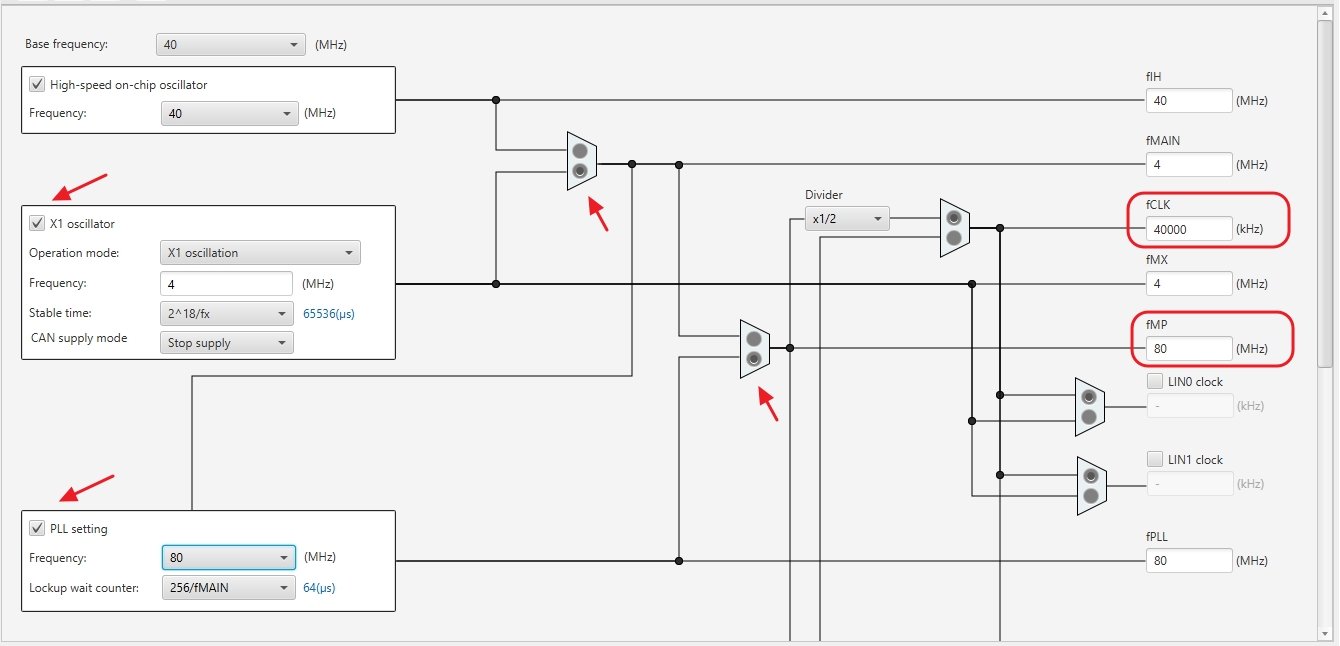 Base frequency: 40 (MHz)
High-speed on-chip oscillator
Frequency: 40 (MHz)
X1 oscillator
Operation mode: X1 oscillation
Frequency: 4 (MHz)
Stable time: 2^18/fx 65536(μs)
CAN supply mode Stop supply
PLL setting
Frequency: 80 (MHz)
Lockup wait counter: 256/fMAIN 64(μs)
Divider
x1/2
fIH
40 (MHz)
fMAIN
4 (MHz)
fCLK
40000 (kHz)
fMX
4 (MHz)
fMP
80 (MHz)
LIN0 clock
- (kHz)
LIN1 clock
- (kHz)
fPLL
80 (MHz)